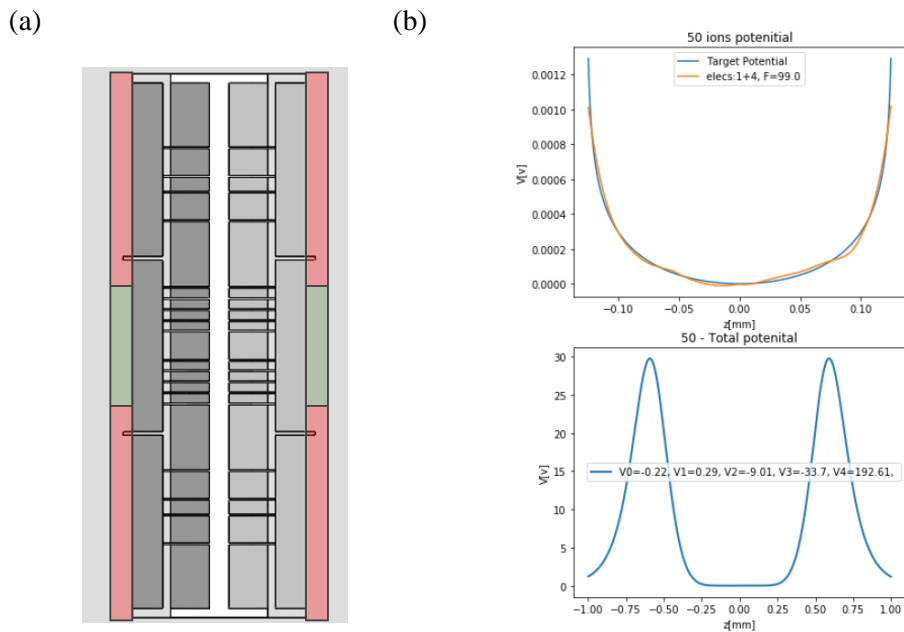 (a)
(b)
50 ions potenitial
Target Potential
elecs:1+4, F=99.0
V[v]
0.0012
0.0010
0.0008
0.0006
0.0004
0.0002
0.0000
−0.10 −0.05 0.00 0.05 0.10
z[mm]
50 - Total potenital
V[v]
30
25
20
15
10
5
0
V0=-0.22, V1=0.29, V2=-9.01, V3=-33.7, V4=192.61,
−1.00 −0.75 −0.50 −0.25 0.00 0.25 0.50 0.75 1.00
z[mm]